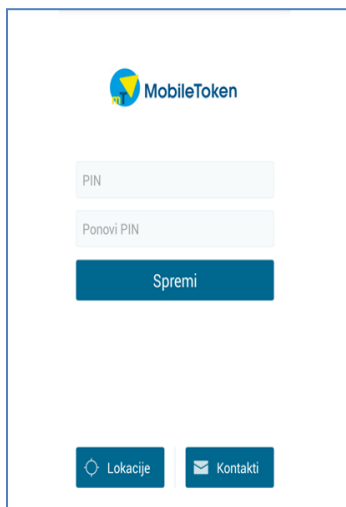 MobileToken
PIN
Ponovi PIN
Spremi
Lokacije
Kontakti